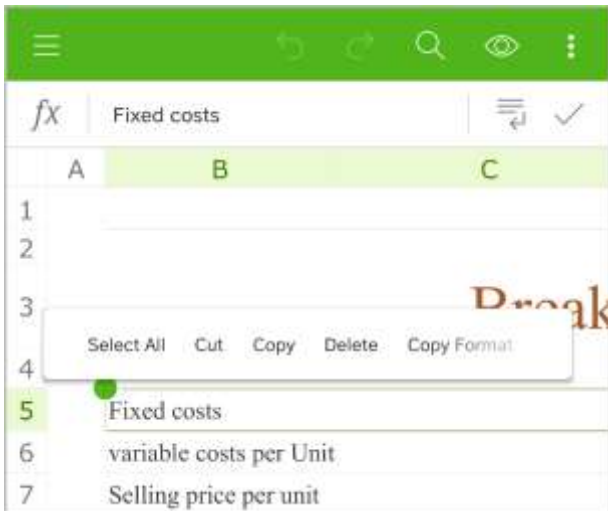 fx Fixed costs
A B C
1
2
3 Break
Select All Cut Copy Delete Copy Format
4
5 Fixed costs
6 variable costs per Unit
7 Selling price per unit